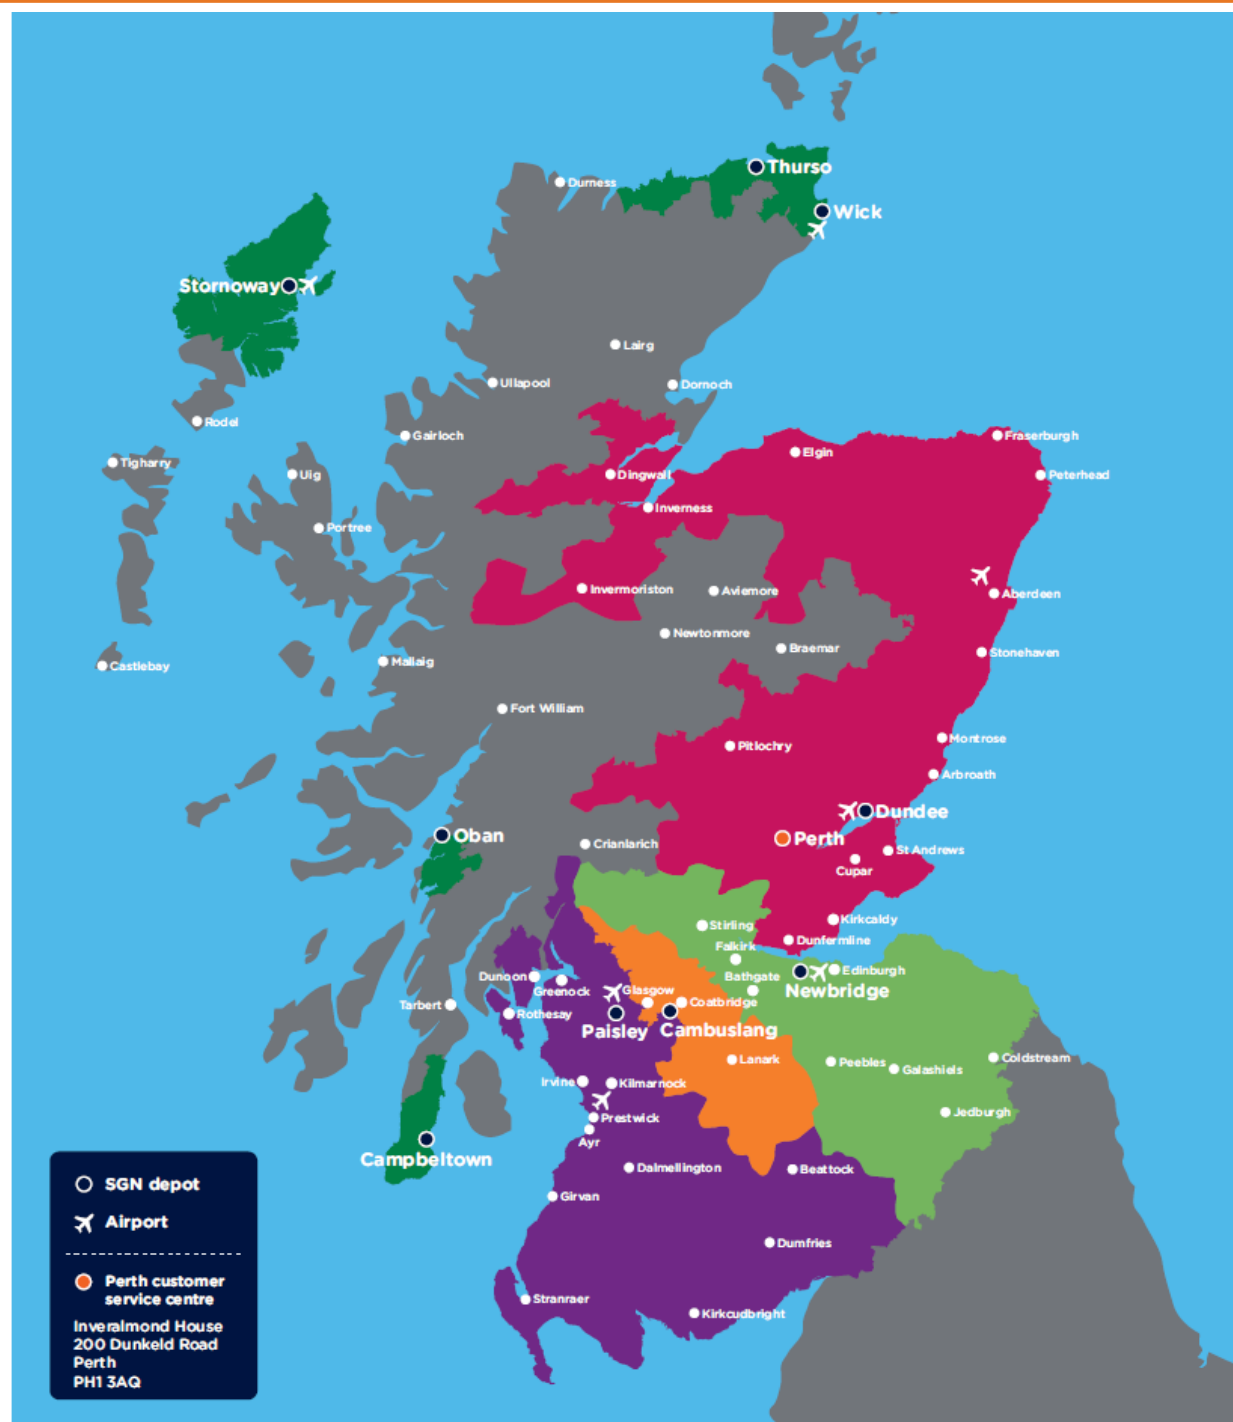 Thurso
Durness
Wick
Stornoway
Lairg
Ullapool
Dornoch
Rodel
Gairloch
Fraserburgh
Elgin
Tigharry
Uig
Dingwall
Peterhead
Inverness
Portree
Invermoriston
Aviemore
Aberdeen
Newtonmore
Braemar
Stonehaven
Castlebay
Mallaig
Fort William
Pitlochry
Montrose
Arbroath
Dundee
Oban
Crianlarich
Perth
St Andrews
Cupar
Stirling
Kirkcaldy
Dunfermline
Falkirk
Edinburgh
Dunoon
Bathgate
Greenock
Glasgow
Newbridge
Tarbert
Rothesay
Coatbridge
Paisley
Cambuslang
Lanark
Peebles
Galashiels
Coldstream
Irvine
Kilmarnock
Prestwick
Jedburgh
Ayr
Campbeltown
Dalmellington
Beattock
SGN depot
Girvan
Airport
Dumfries
Perth customer
service centre
Stranraer
Kirkcudbright
Inveralmond House
200 Dunkeld Road
Perth
PH1 3AQ